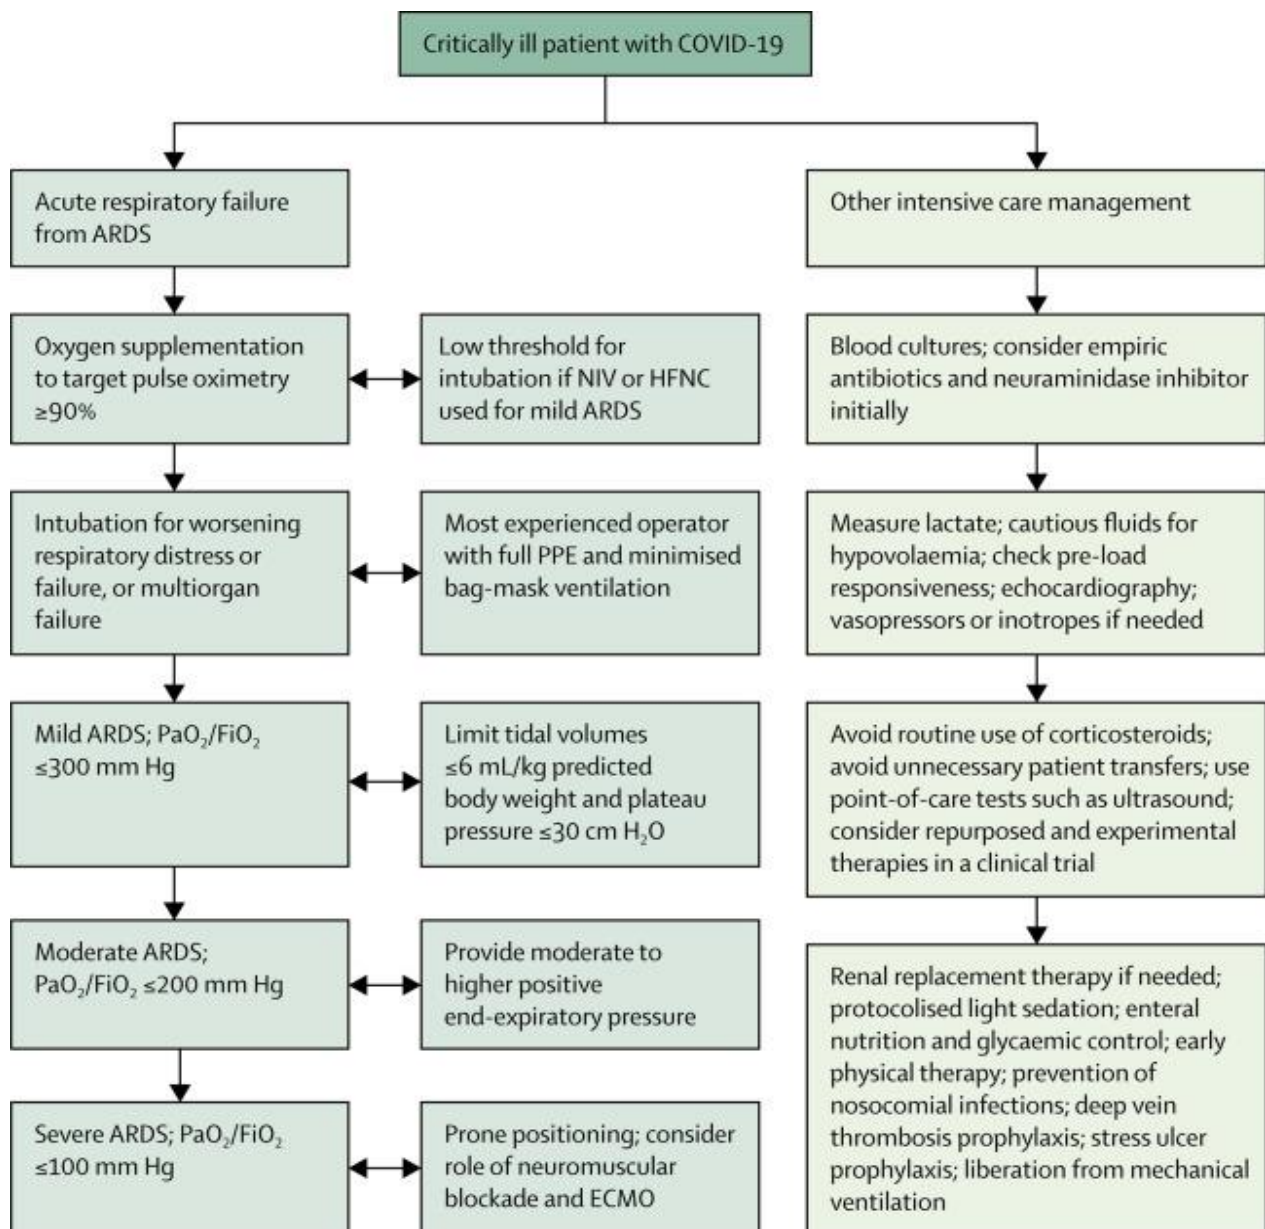 Critically ill patient with COVID-19
Acute respiratory failure
from ARDS
Oxygen supplementation
to target pulse oximetry
≥90%
Low threshold for
intubation if NIV or HFNC
used for mild ARDS
Intubation for worsening
respiratory distress or
failure, or multiorgan
failure
Most experienced operator
with full PPE and minimised
bag-mask ventilation
Mild ARDS; PaO₂/FiO₂
≤300 mm Hg
Limit tidal volumes
≤6 mL/kg predicted
body weight and plateau
pressure ≤30 cm H₂O
Moderate ARDS;
PaO₂/FiO₂ ≤200 mm Hg
Provide moderate to
higher positive
end-expiratory pressure
Severe ARDS; PaO₂/FiO₂
≤100 mm Hg
Prone positioning; consider
role of neuromuscular
blockade and ECMO
Other intensive care management
Blood cultures; consider empiric
antibiotics and neuraminidase inhibitor
initially
Measure lactate; cautious fluids for
hypovolaemia; check pre-load
responsiveness; echocardiography;
vasopressors or inotropes if needed
Avoid routine use of corticosteroids;
avoid unnecessary patient transfers; use
point-of-care tests such as ultrasound;
consider repurposed and experimental
therapies in a clinical trial
Renal replacement therapy if needed;
protocolised light sedation; enteral
nutrition and glycaemic control; early
physical therapy; prevention of
nosocomial infections; deep vein
thrombosis prophylaxis; stress ulcer
prophylaxis; liberation from mechanical
ventilation